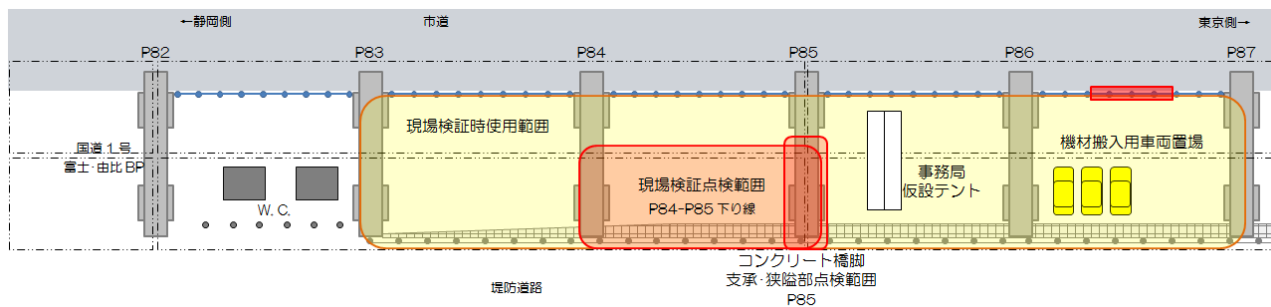 ←静岡側
市道
東京側→
P82
P83
P84
P85
P86
P87
現場検証時使用範囲
国道1号
富士・由比BP
W.C.
現場検証点検範囲
P84-P85下り線
事務局
仮設テント
機材搬入用車両置場
コンクリート橋脚
支承・狭隘部点検範囲
P85
堤防道路